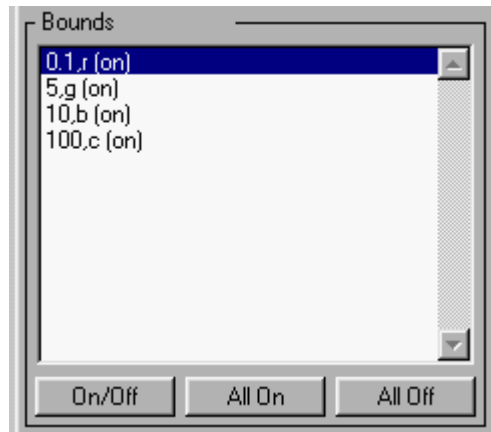 Bounds
0.1,r (on)
5,g (on)
10,b (on)
100,c (on)
On/Off All On All Off